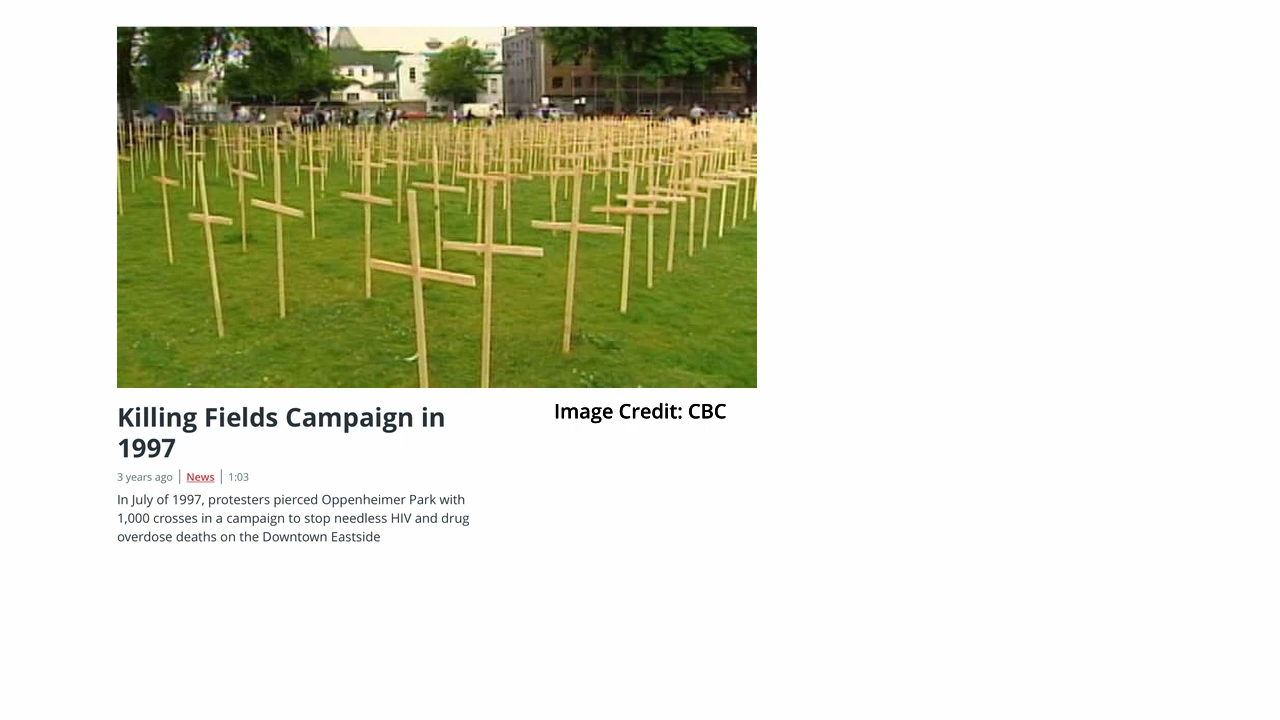 Killing Fields Campaign in
1997
Image Credit: CBC
3 years ago | News | 1:03
In July of 1997, protesters pierced Oppenheimer Park with
1,000 crosses in a campaign to stop needless HIV and drug
overdose deaths on the Downtown Eastside